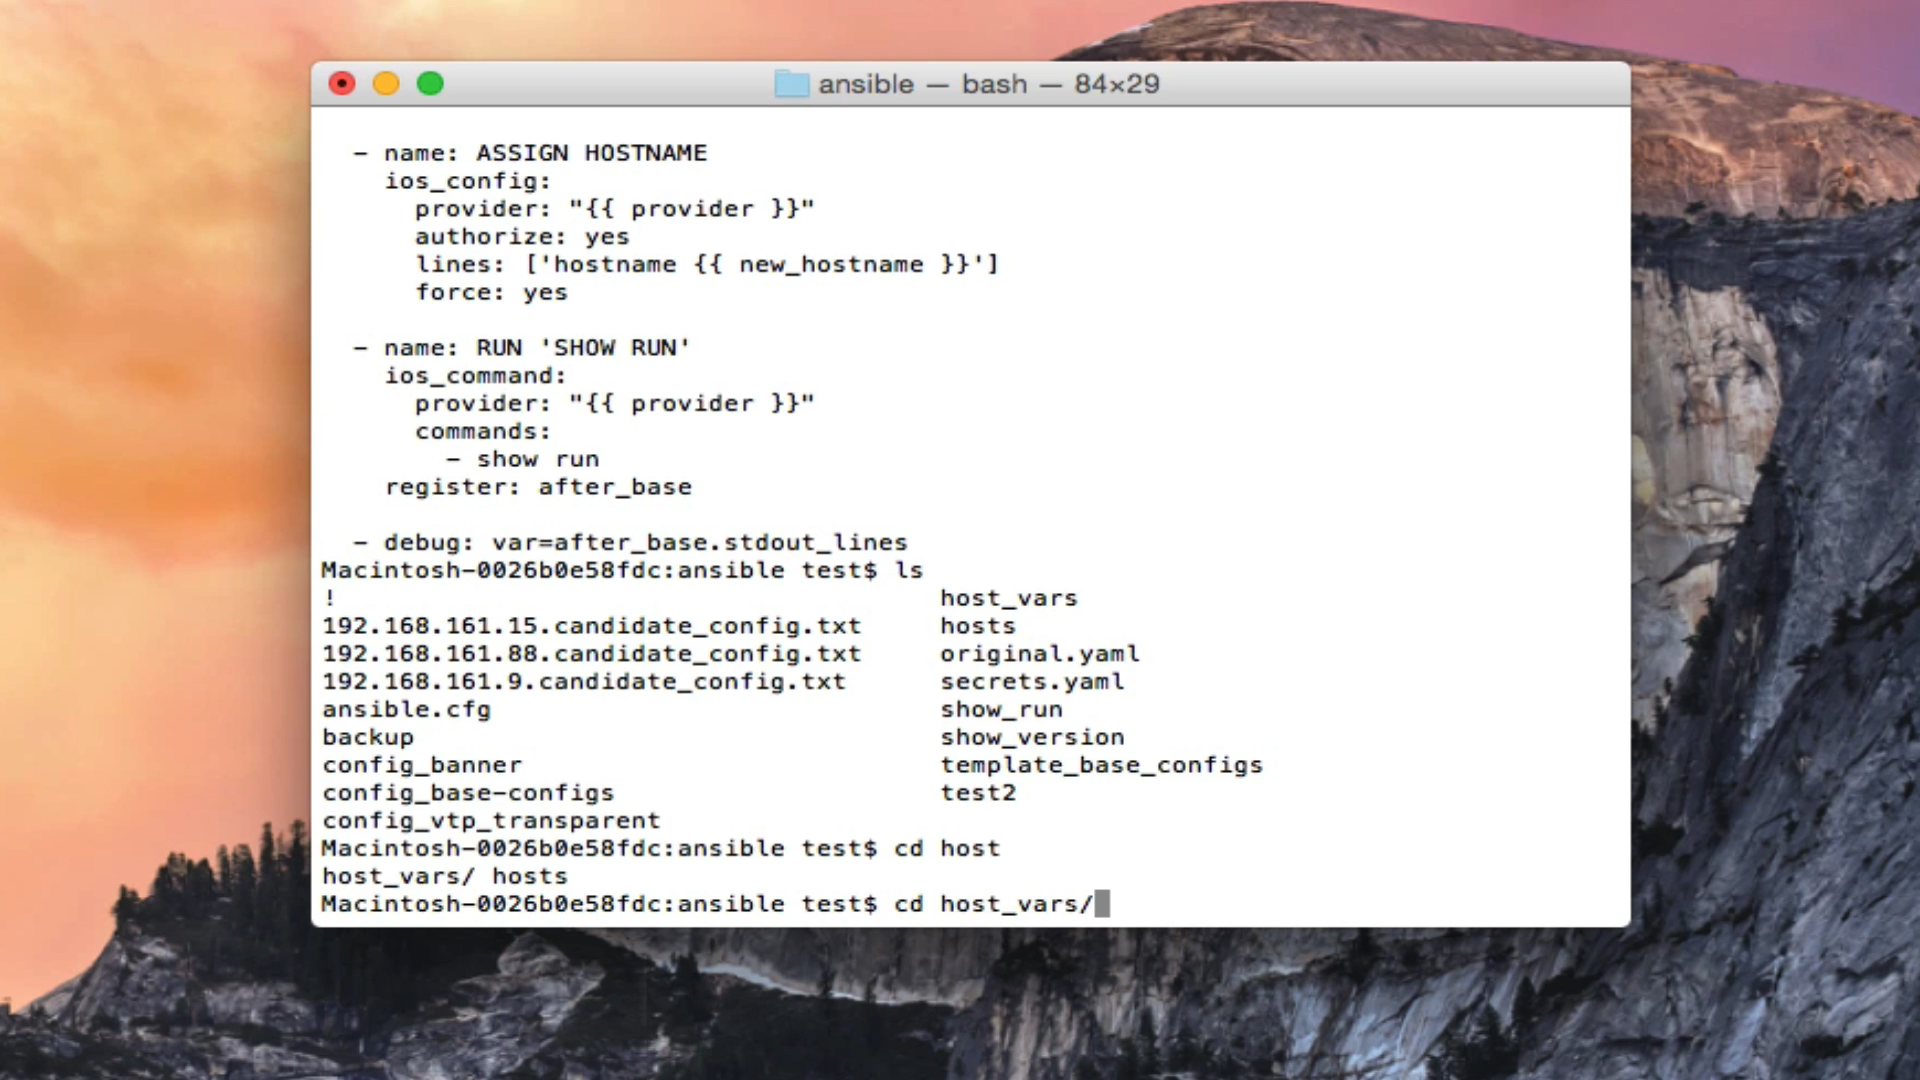 ansible — bash — 84×29
- name: ASSIGN HOSTNAME
ios_config:
provider: "{{ provider }}"
authorize: yes
lines: ['hostname {{ new_hostname }}']
force: yes
- name: RUN 'SHOW RUN'
ios_command:
provider: "{{ provider }}"
commands:
- show run
register: after_base
- debug: var=after_base.stdout_lines
Macintosh-0026b0e58fdc:ansible test$ ls
! host_vars
192.168.161.15.candidate_config.txt hosts
192.168.161.88.candidate_config.txt original.yaml
192.168.161.9.candidate_config.txt secrets.yaml
ansible.cfg show_run
backup show_version
config_banner template_base_configs
config_base-configs test2
config_vtp_transparent
Macintosh-0026b0e58fdc:ansible test$ cd host
host_vars/ hosts
Macintosh-0026b0e58fdc:ansible test$ cd host_vars/